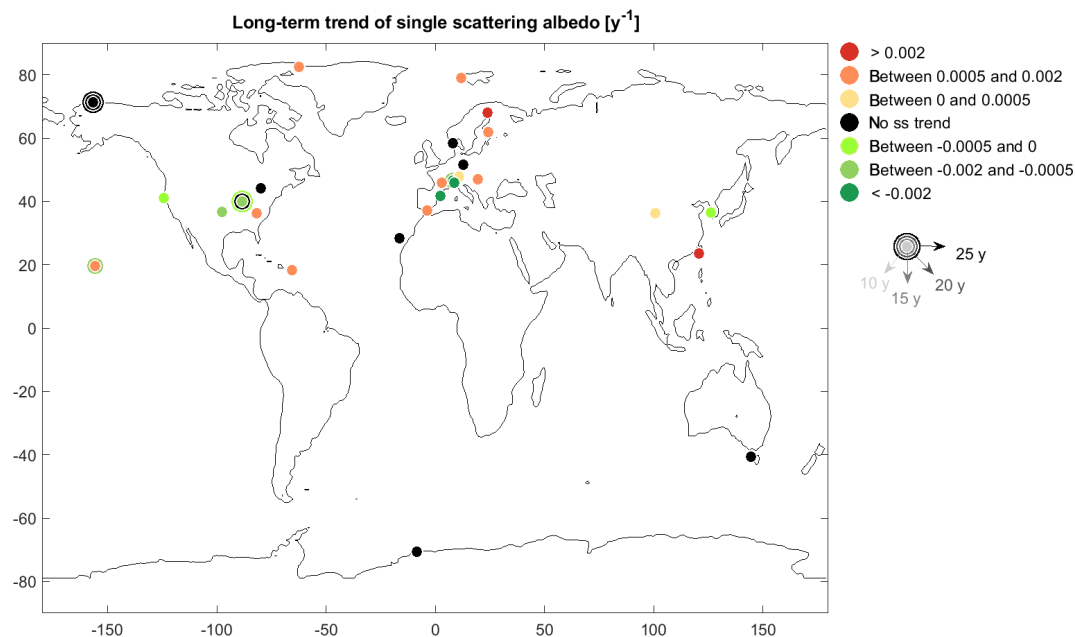 Long-term trend of single scattering albedo [y⁻¹]
80
60
40
20
0
-20
-40
-60
-80
-150
-100
-50
0
50
100
150
> 0.002
Between 0.0005 and 0.002
Between 0 and 0.0005
No ss trend
Between -0.0005 and 0
Between -0.002 and -0.0005
< -0.002
25 y
20 y
15 y
10 y